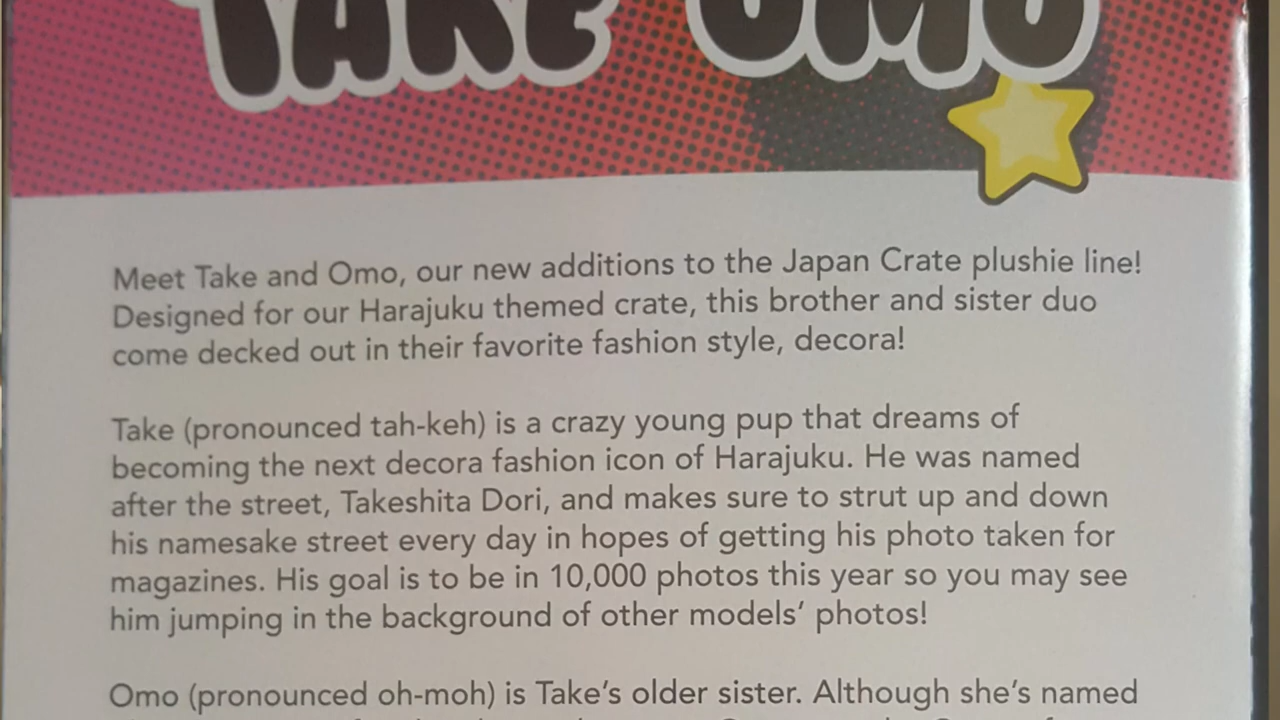 TAKE OMO
Meet Take and Omo, our new additions to the Japan Crate plushie line!
Designed for our Harajuku themed crate, this brother and sister duo
come decked out in their favorite fashion style, decora!
Take (pronounced tah-keh) is a crazy young pup that dreams of
becoming the next decora fashion icon of Harajuku. He was named
after the street, Takeshita Dori, and makes sure to strut up and down
his namesake street every day in hopes of getting his photo taken for
magazines. His goal is to be in 10,000 photos this year so you may see
him jumping in the background of other models’ photos!
Omo (pronounced oh-moh) is Take’s older sister. Although she’s named